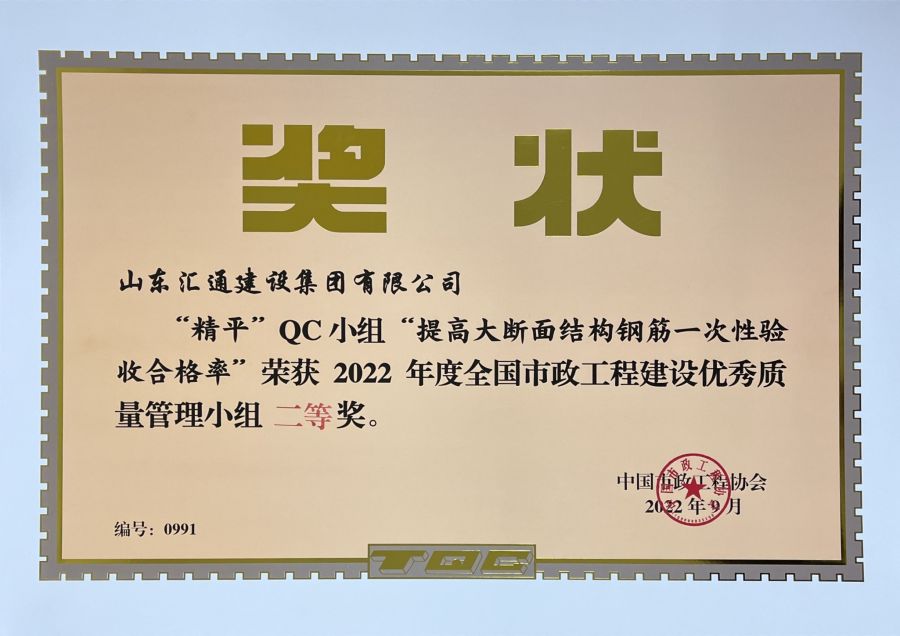 奖状
山东汇通建设集团有限公司
“精平”QC小组“提高大断面结构钢筋一次性验
收合格率”荣获 2022 年度全国市政工程建设优秀质
量管理小组 二等奖。
中国市政工程协会
2022年9月
编号：0991
TQC